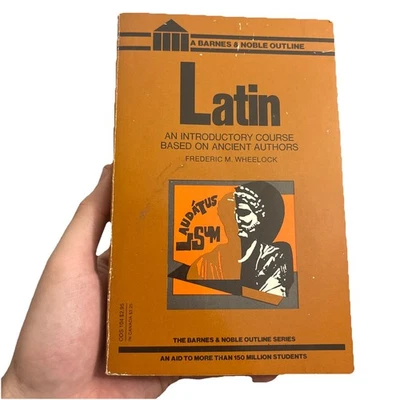 A BARNES & NOBLE OUTLINE
Latin
AN INTRODUCTORY COURSE
BASED ON ANCIENT AUTHORS
FREDERIC M. WHEELOCK
LAUDÁTUS
SUM
THE BARNES & NOBLE OUTLINE SERIES
AN AID TO MORE THAN 150 MILLION STUDENTS